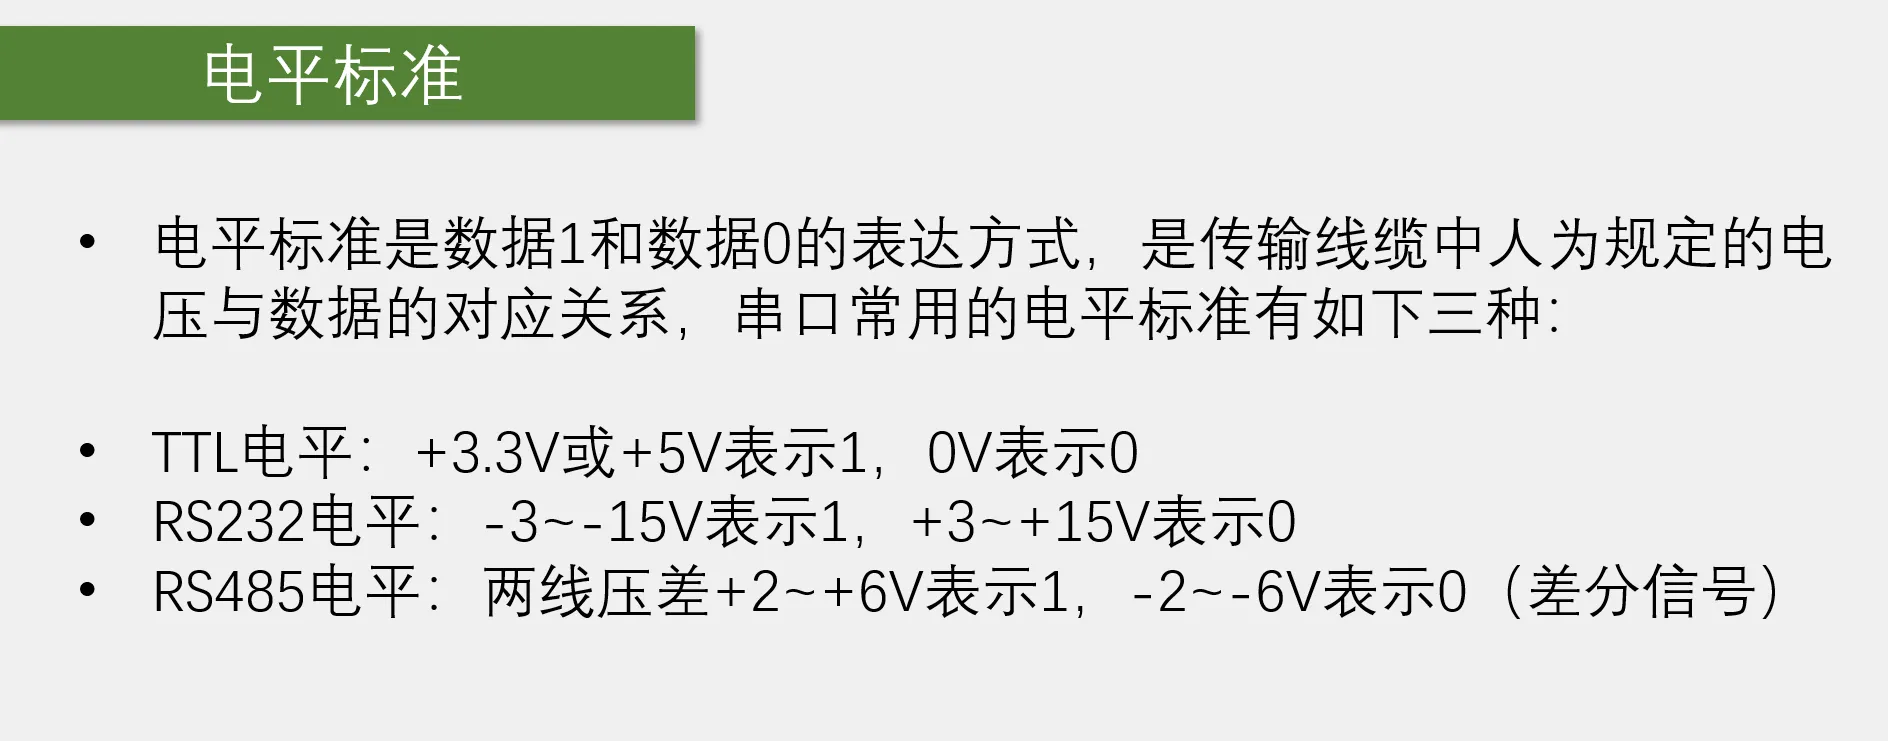 电平标准
• 电平标准是数据1和数据0的表达方式，是传输线缆中人为规定的电
压与数据的对应关系，串口常用的电平标准有如下三种：
• TTL电平：+3.3V或+5V表示1，0V表示0
• RS232电平：-3~-15V表示1，+3~+15V表示0
• RS485电平：两线压差+2~+6V表示1，-2~-6V表示0（差分信号）